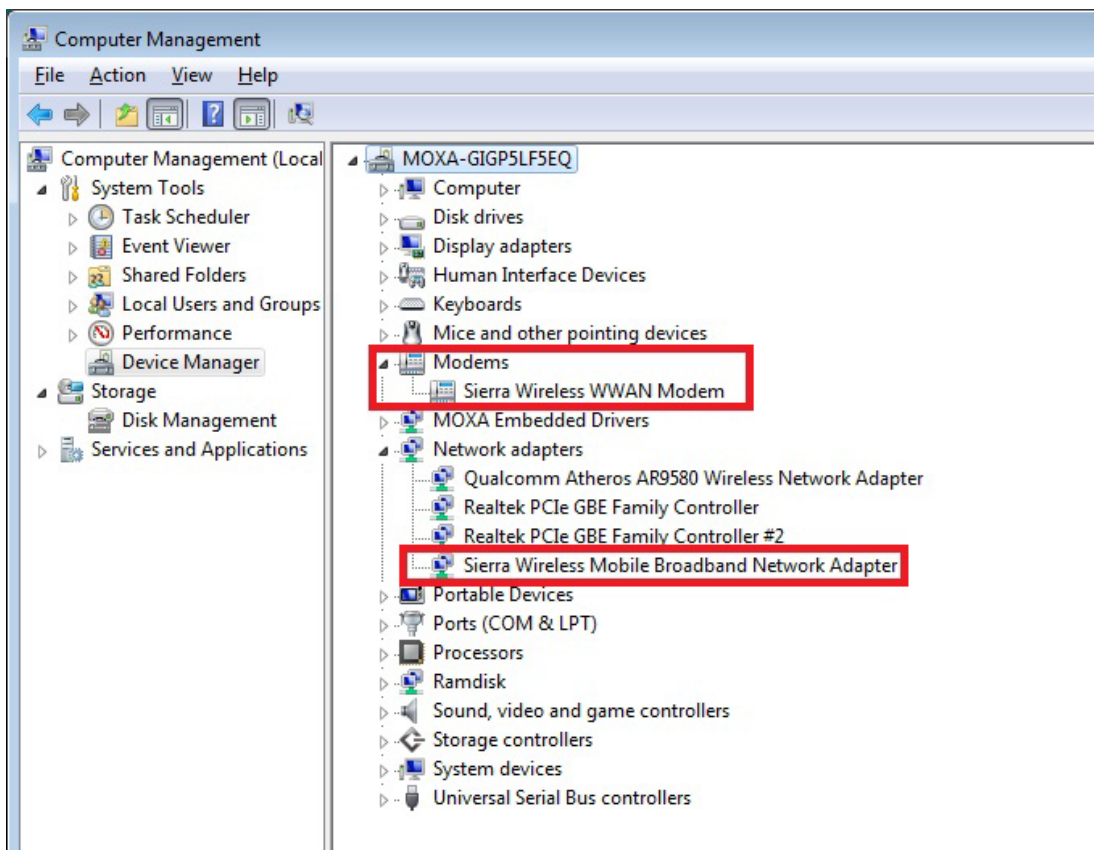 Computer Management
File Action View Help
Computer Management (Local
System Tools
Task Scheduler
Event Viewer
Shared Folders
Local Users and Groups
Performance
Device Manager
Storage
Disk Management
Services and Applications
MOXA-GIGP5LF5EQ
Computer
Disk drives
Display adapters
Human Interface Devices
Keyboards
Mice and other pointing devices
Modems
Sierra Wireless WWAN Modem
MOXA Embedded Drivers
Network adapters
Qualcomm Atheros AR9580 Wireless Network Adapter
Realtek PCIe GBE Family Controller
Realtek PCIe GBE Family Controller #2
Sierra Wireless Mobile Broadband Network Adapter
Portable Devices
Ports (COM & LPT)
Processors
Ramdisk
Sound, video and game controllers
Storage controllers
System devices
Universal Serial Bus controllers